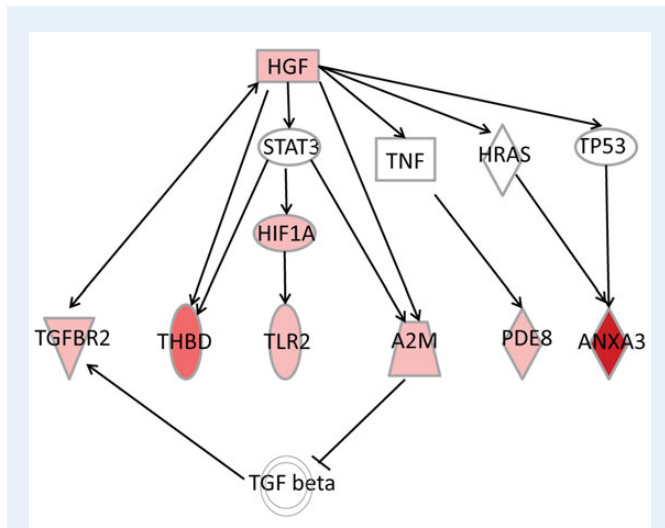 HGF
STAT3
TNF
HRAS
TP53
HIF1A
TGFBR2
THBD
TLR2
A2M
PDE8
ANXA3
TGF beta